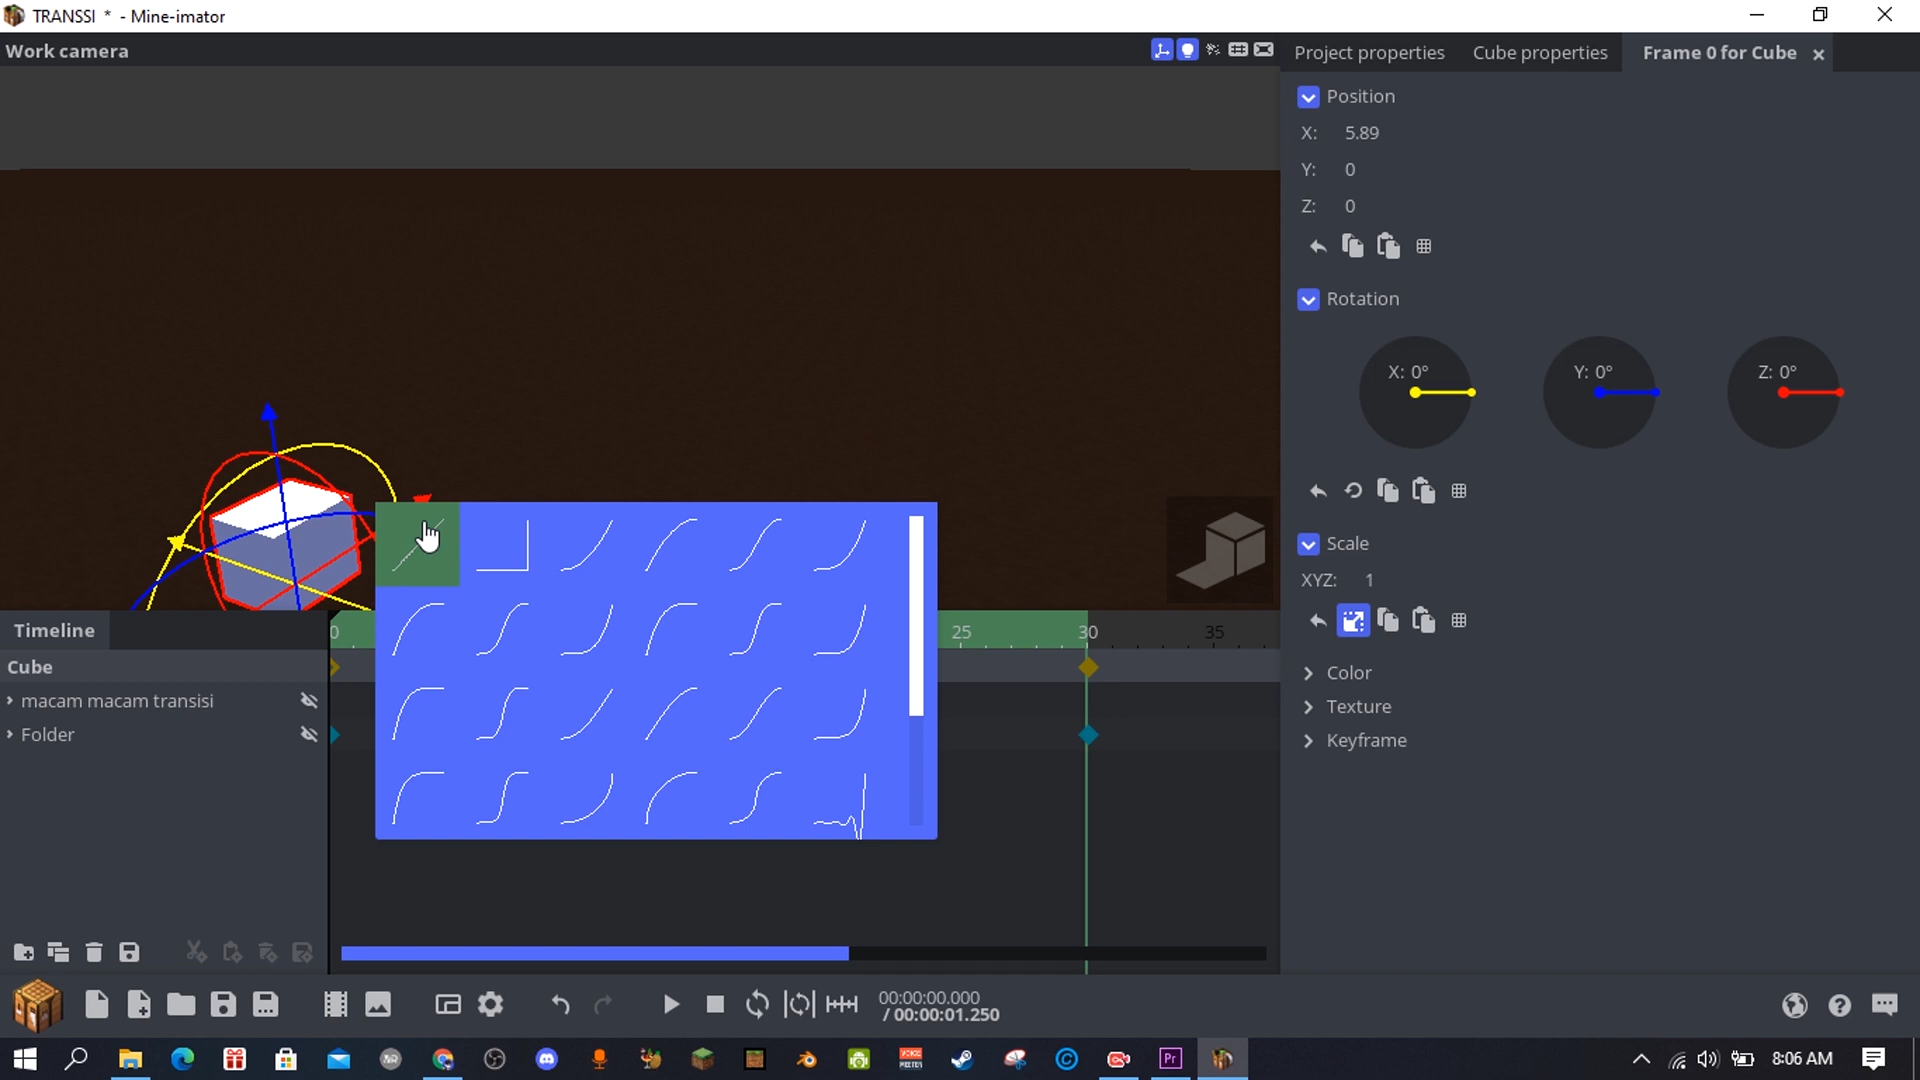 TRANSSI * - Mine-imator
Work camera
Project properties
Cube properties
Frame 0 for Cube
Position
X: 5.89
Y: 0
Z: 0
Rotation
X: 0°
Y: 0°
Z: 0°
Scale
XYZ: 1
Color
Texture
Keyframe
Timeline
0
25
30
35
Cube
macam macam transisi
Folder
00:00:00.000
/ 00:00:01.250
Pr
8:06 AM